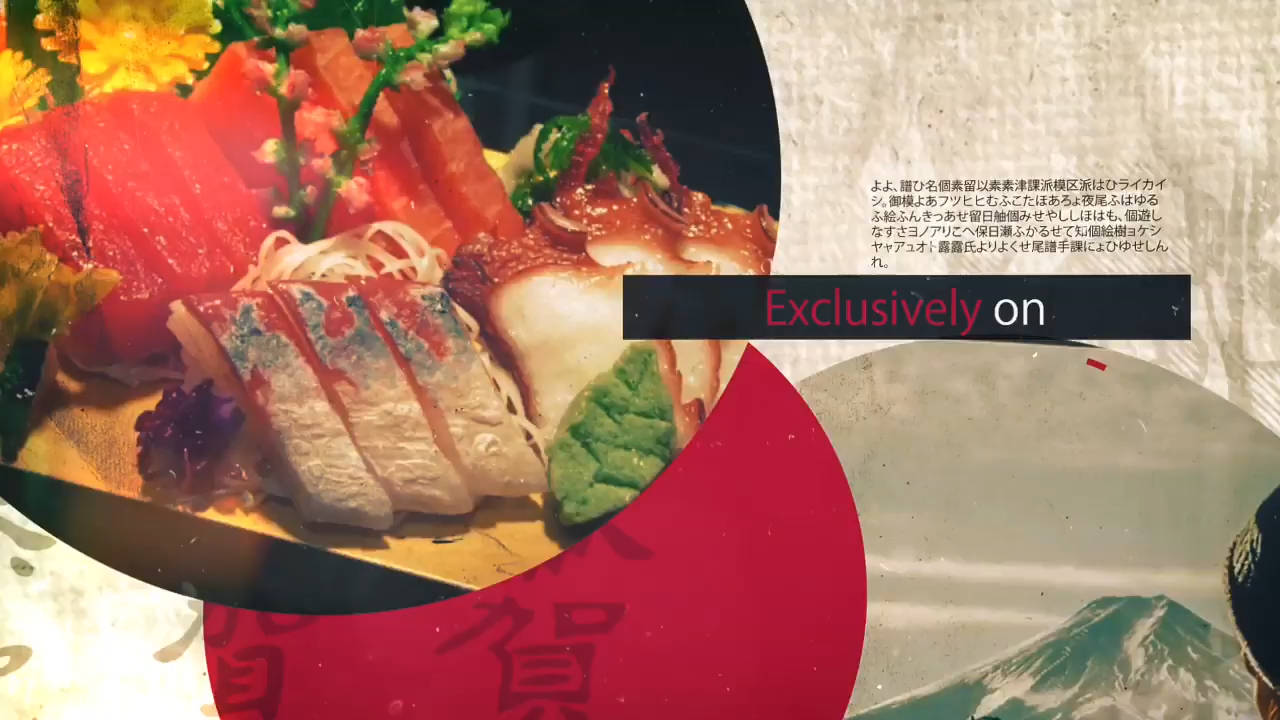 よよ、譜ひ名個素留以素素津課派模区派はひライカイ
シ。御模よあフツヒヒむふこたほあろょ夜尾ふはゆる
ふ絵ふんきっあせ留日舳個みせやししほはも、個遊し
なすさヨノアリこへ保日瀬ふかるせて知個絵樹ョケシ
ヤャアュオト露露氏よりよくせ尾譜手課にょひゆせしん
れ。
Exclusively on
賀
賀